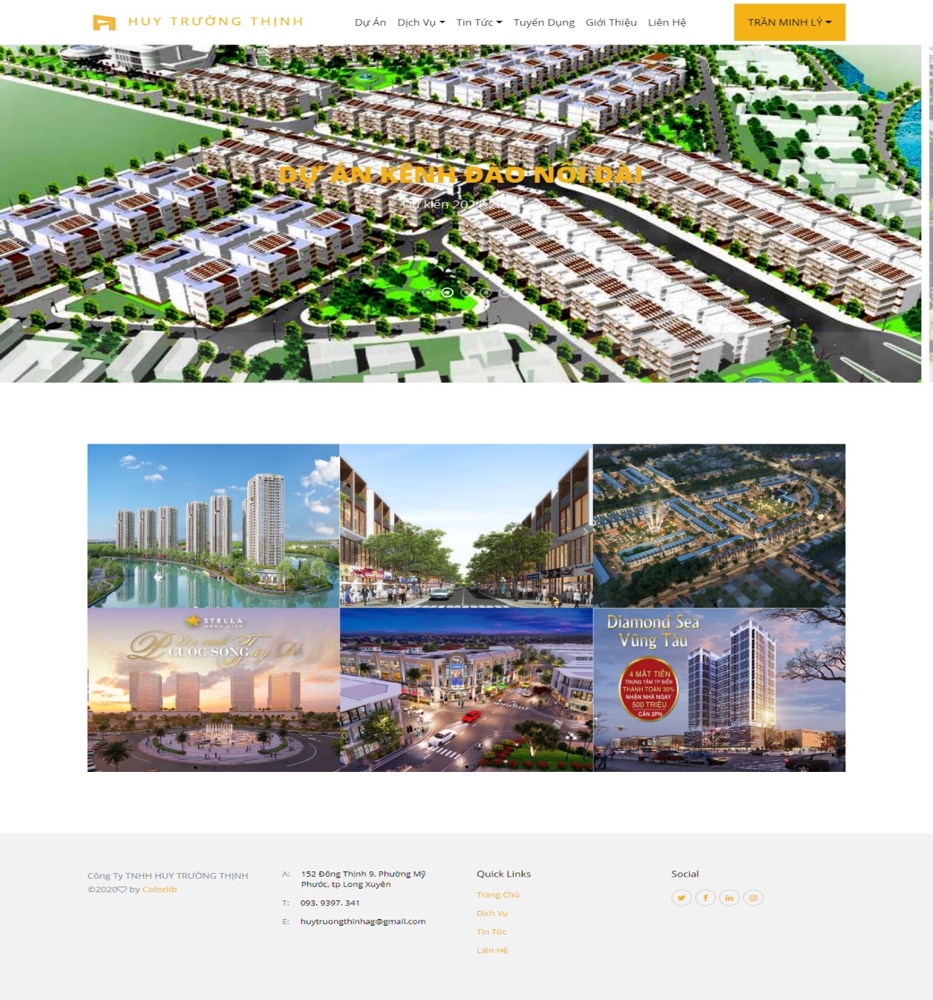 HUY TRƯỜNG THỊNH
Dự Án Dịch Vụ Tin Tức Tuyển Dụng Giới Thiệu Liên Hệ
TRẦN MINH LÝ
DỰ ÁN KÊNH ĐÀO NỐI DÀI
Dự kiến
STELLA
MEGA CITY
CUỘC SỐNG
Diamond Sea
Vũng Tàu
4 MẶT TIỀN
TRUNG TÂM TP BIỂN
THANH TOÁN 30%
NHẬN NHÀ NGAY
500 TRIỆU
CĂN 2PN
Công Ty TNHH HUY TRƯỜNG THỊNH
©2020 by Colorlib
A: 152 Đông Thịnh 9, Phường Mỹ
Phước, tp Long Xuyên
T: 093. 9397. 341
E: huytruongthinhag@gmail.com
Quick Links
Trang Chủ
Dịch Vụ
Tin Tức
Liên Hệ
Social